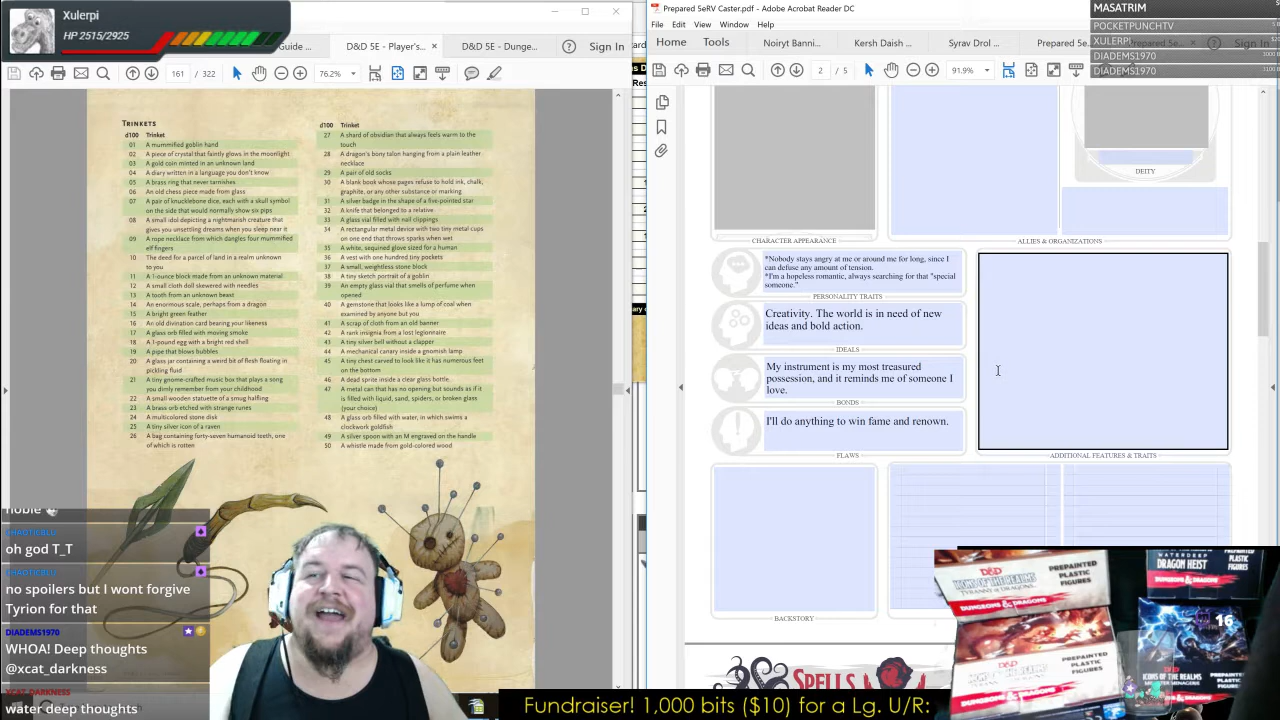 Xulerpi
HP 2515/2925
Guide ...
D&D 5E - Player's... ×
D&D 5E - Dunge...
Sign In
161 / 322
76.2%
TRINKETS
d100 Trinket
01 A mummified goblin hand
02 A piece of crystal that faintly glows in the moonlight
03 A gold coin minted in an unknown land
04 A diary written in a language you don't know
05 A brass ring that never tarnishes
06 An old chess piece made from glass
07 A pair of knucklebone dice, each with a skull symbol
on the side that would normally show six pips
08 A small idol depicting a nightmarish creature that
gives you unsettling dreams when you sleep near it
09 A rope necklace from which dangles four mummified
elf fingers
10 The deed for a parcel of land in a realm unknown
to you
11 A 1-ounce block made from an unknown material
12 A small cloth doll skewered with needles
13 A tooth from an unknown beast
14 An enormous scale, perhaps from a dragon
15 A bright green feather
16 An old divination card bearing your likeness
17 A glass orb filled with moving smoke
18 A 1-pound egg with a bright red shell
19 A pipe that blows bubbles
20 A glass jar containing a weird bit of flesh floating in
pickling fluid
21 A tiny gnome-crafted music box that plays a song
you dimly remember from your childhood
22 A small wooden statuette of a smug halfling
23 A brass orb etched with strange runes
24 A multicolored stone disk
25 A tiny silver icon of a raven
26 A bag containing forty-seven humanoid teeth, one
of which is rotten
d100 Trinket
27 A shard of obsidian that always feels warm to the
touch
28 A dragon's bony talon hanging from a plain leather
necklace
29 A pair of old socks
30 A blank book whose pages refuse to hold ink, chalk,
graphite, or any other substance or marking
31 A silver badge in the shape of a five-pointed star
32 A knife that belonged to a relative
33 A glass vial filled with nail clippings
34 A rectangular metal device with two tiny metal cups
on one end that throws sparks when wet
35 A white, sequined glove sized for a human
36 A vest with one hundred tiny pockets
37 A small, weightless stone block
38 A tiny sketch portrait of a goblin
39 An empty glass vial that smells of perfume when
opened
40 A gemstone that looks like a lump of coal when
examined by anyone but you
41 A scrap of cloth from an old banner
42 A rank insignia from a lost legionnaire
43 A tiny silver bell without a clapper
44 A mechanical canary inside a gnomish lamp
45 A tiny chest carved to look like it has numerous feet
on the bottom
46 A dead sprite inside a clear glass bottle
47 A metal can that has no opening but sounds as if it
is filled with liquid, sand, spiders, or broken glass
(your choice)
48 A glass orb filled with water, in which swims a
clockwork goldfish
49 A silver spoon with an M engraved on the handle
50 A whistle made from gold-colored wood
Prepared 5eRV Caster.pdf - Adobe Acrobat Reader DC
File Edit View Window Help
Home Tools Noiryt Banni... Kersh Daish ... Syrav Drol ... Prepared 5e...
2 / 5
91.9%
MASATRIM
POCKETPUNCHTV
XULERPI
DIADEMS1970
DIADEMS1970
DEITY
CHARACTER APPEARANCE
ALLIES & ORGANIZATIONS
*Nobody stays angry at me or around me for long, since I
can defuse any amount of tension.
*I'm a hopeless romantic, always searching for that "special
someone."
PERSONALITY TRAITS
Creativity. The world is in need of new
ideas and bold action.
IDEALS
My instrument is my most treasured
possession, and it reminds me of someone I
love.
BONDS
I'll do anything to win fame and renown.
FLAWS
ADDITIONAL FEATURES & TRAITS
BACKSTORY
SPELLS
noble
CHAOTICBLU
oh god T_T
CHAOTICBLU
no spoilers but I wont forgive
Tyrion for that
DIADEMS1970
WHOA! Deep thoughts
@xcat_darkness
XCAT_DARKNESS
water deep thoughts
D&D
ICONS OF THE REALMS
PREPAINTED
PLASTIC
FIGURES
DUNGEONS & DRAGONS
WATERDEEP
DRAGON HEIST
PREPAINTED
PLASTIC
FIGURES
DUNGEONS & DRAGONS
16
Fundraiser! 1,000 bits ($10) for a Lg. U/R: